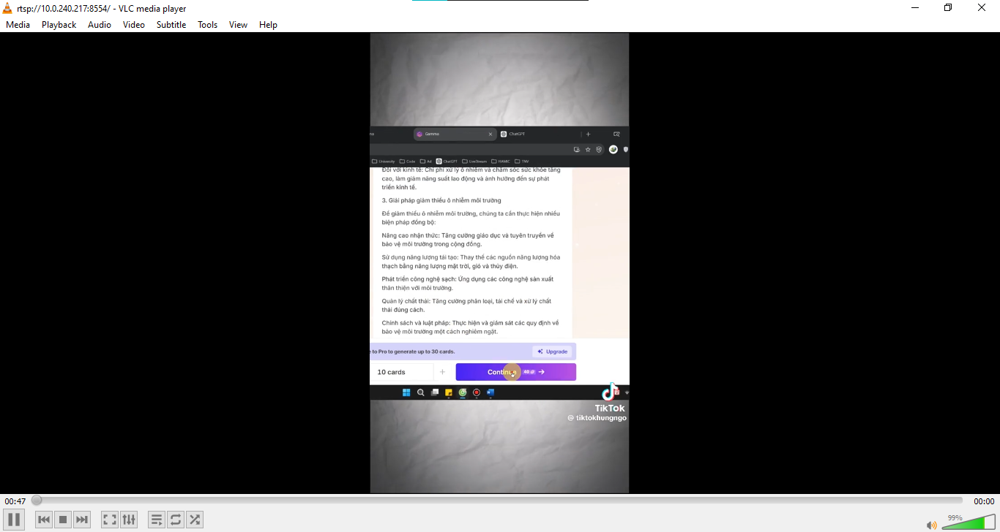 rtsp://10.0.240.217:8554/ - VLC media player
Media Playback Audio Video Subtitle Tools View Help
Gamma ChatGPT
University Code Ad ChatGPT LiveStream HAMIC TNV
Đối với kinh tế: Chi phí xử lý ô nhiễm và chăm sóc sức khỏe tăng
cao, làm giảm năng suất lao động và ảnh hưởng đến sự phát
triển kinh tế.
3. Giải pháp giảm thiểu ô nhiễm môi trường
Để giảm thiểu ô nhiễm môi trường, chúng ta cần thực hiện nhiều
biện pháp đồng bộ:
Nâng cao nhận thức: Tăng cường giáo dục và tuyên truyền về
bảo vệ môi trường trong cộng đồng.
Sử dụng năng lượng tái tạo: Thay thế các nguồn năng lượng hóa
thạch bằng năng lượng mặt trời, gió và thủy điện.
Phát triển công nghệ sạch: Ứng dụng các công nghệ sản xuất
thân thiện với môi trường.
Quản lý chất thải: Tăng cường phân loại, tái chế và xử lý chất
thải đúng cách.
Chính sách và luật pháp: Thực hiện và giám sát các quy định về
bảo vệ môi trường một cách nghiêm ngặt.
to Pro to generate up to 30 cards. Upgrade
10 cards + Continue 40
TikTok
@ tiktokhungngo
00:47 00:00
99%